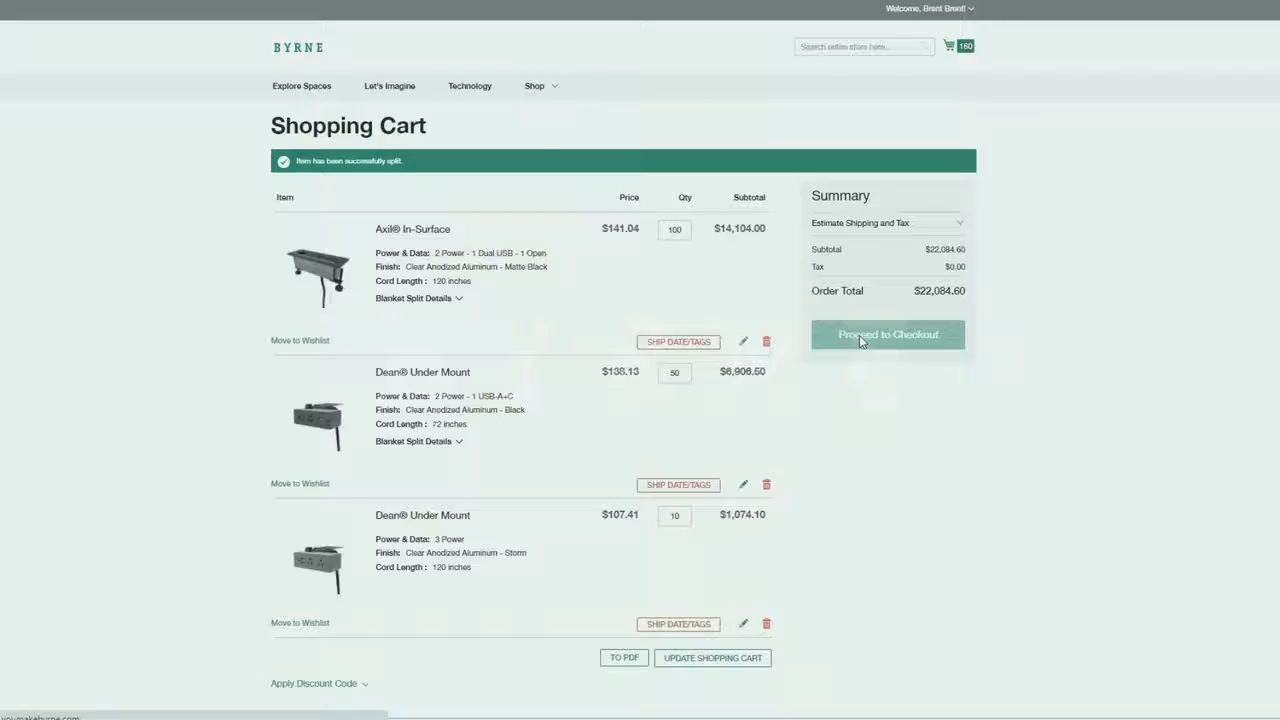 Welcome, Brent Brent!
BYRNE
Search entire store here...
160
Explore Spaces Let's Imagine Technology Shop
Shopping Cart
Item has been successfully split.
Item Price Qty Subtotal
Axil® In-Surface $141.04 100 $14,104.00
Power & Data: 2 Power - 1 Dual USB - 1 Open
Finish: Clear Anodized Aluminum - Matte Black
Cord Length : 120 inches
Blanket Split Details
Move to Wishlist SHIP DATE/TAGS
Dean® Under Mount $138.13 50 $6,906.50
Power & Data: 2 Power - 1 USB-A+C
Finish: Clear Anodized Aluminum - Black
Cord Length : 72 inches
Blanket Split Details
Move to Wishlist SHIP DATE/TAGS
Dean® Under Mount $107.41 10 $1,074.10
Power & Data: 3 Power
Finish: Clear Anodized Aluminum - Storm
Cord Length : 120 inches
Move to Wishlist SHIP DATE/TAGS
TO PDF UPDATE SHOPPING CART
Apply Discount Code
Summary
Estimate Shipping and Tax
Subtotal $22,084.60
Tax $0.00
Order Total $22,084.60
Proceed to Checkout